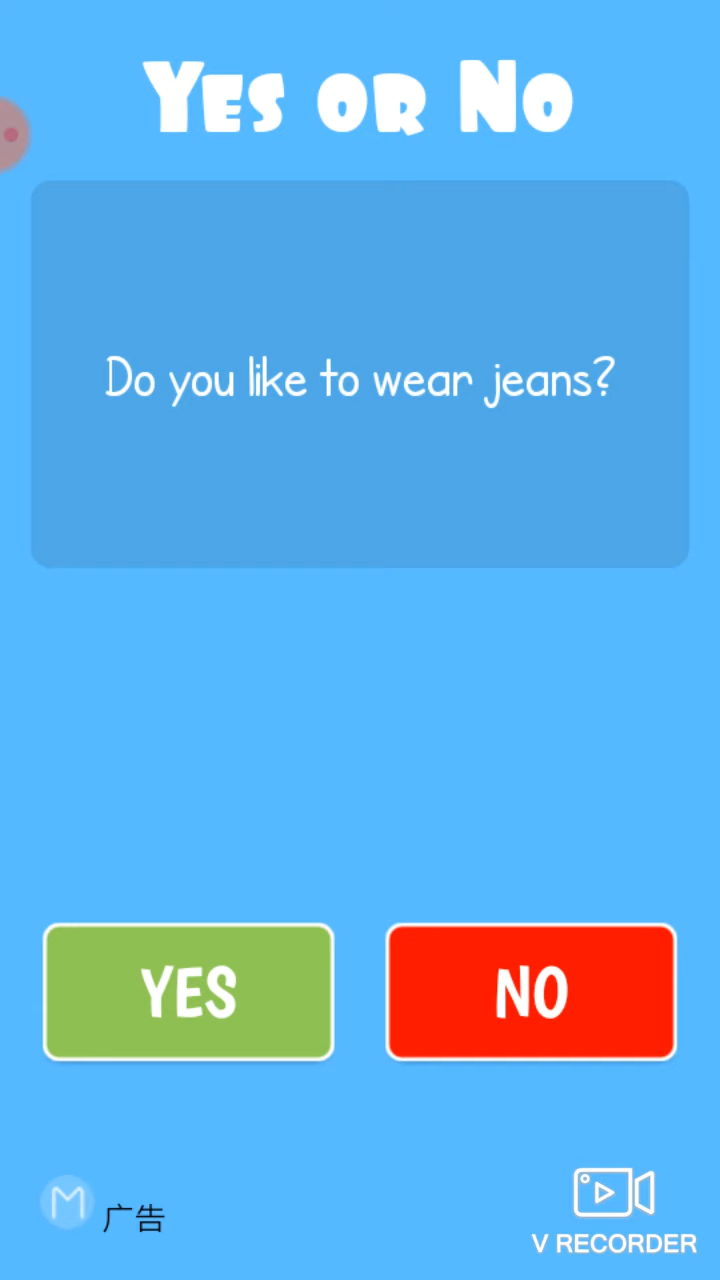 Yes or No
Do you like to wear jeans?
YES
NO
M 广告
V RECORDER